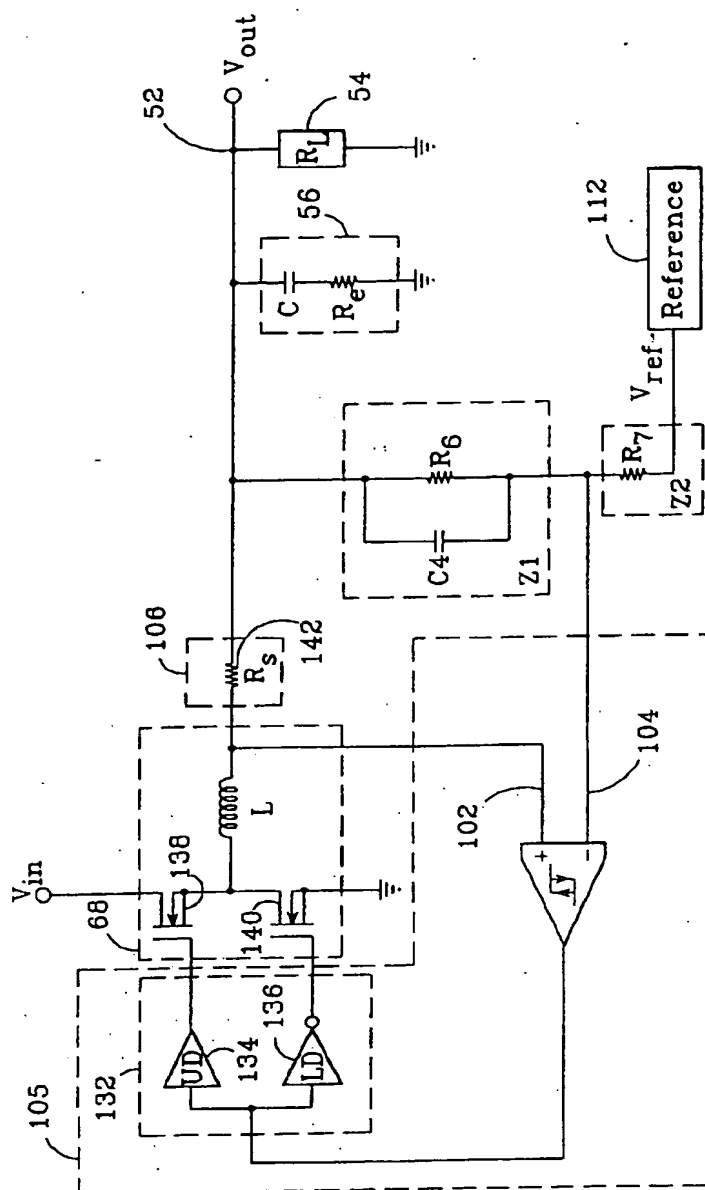 105
132
68
V_in
106
52
V_out
UD
134
138
136
LD
140
L
R_s
142
56
C
R_e
R_L
54
102
104
+
−
C4
R_6
Z1
R_7
Z2
V_ref
112
Reference